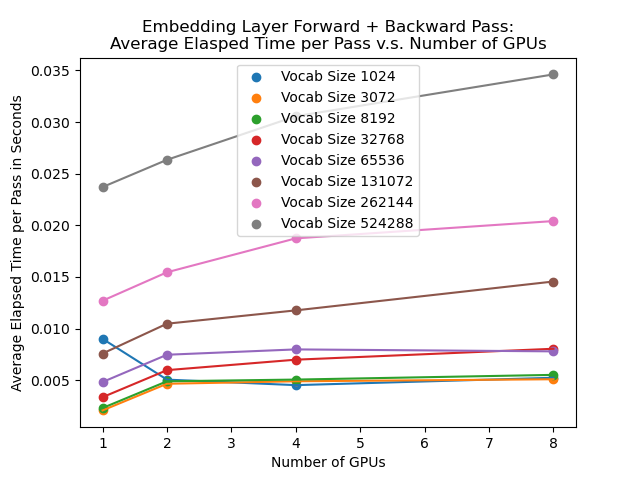 Embedding Layer Forward + Backward Pass:
Average Elasped Time per Pass v.s. Number of GPUs
Average Elapsed Time per Pass in Seconds
0.035
0.030
0.025
0.020
0.015
0.010
0.005
Vocab Size 1024
Vocab Size 3072
Vocab Size 8192
Vocab Size 32768
Vocab Size 65536
Vocab Size 131072
Vocab Size 262144
Vocab Size 524288
1 2 3 4 5 6 7 8
Number of GPUs